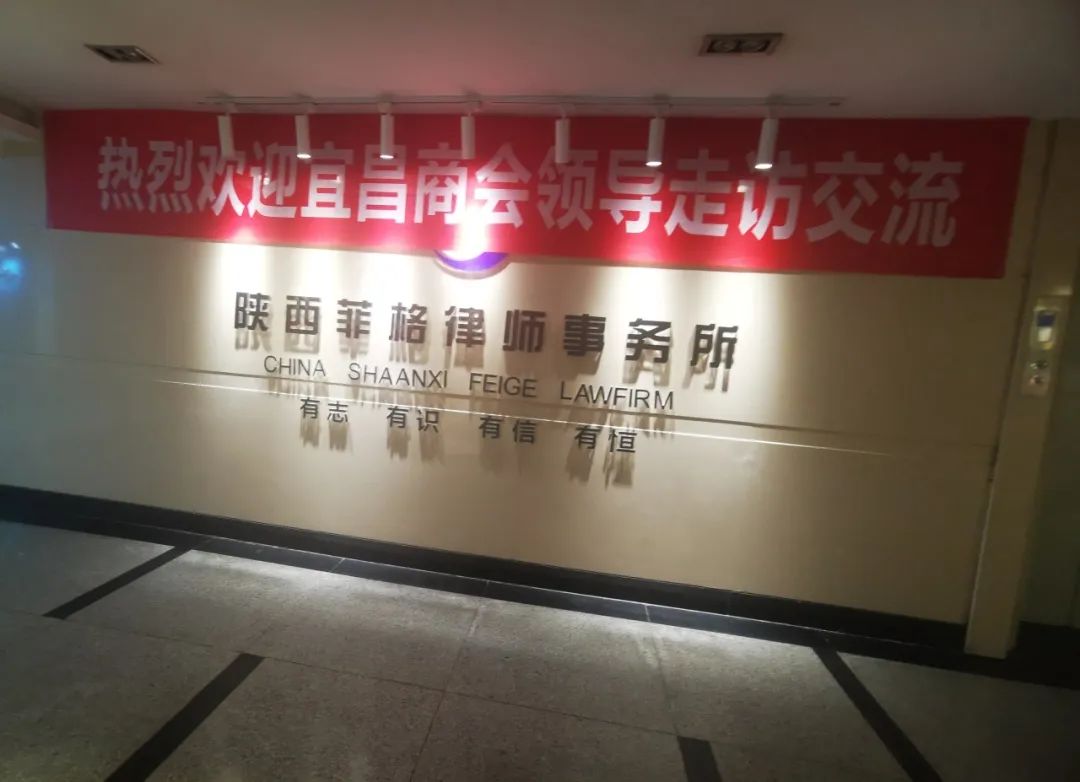 热烈欢迎宜昌商会领导走访交流
陕西菲格律师事务所
CHINA SHAANXI FEIGE LAWFIRM
有志 有识 有信 有恒